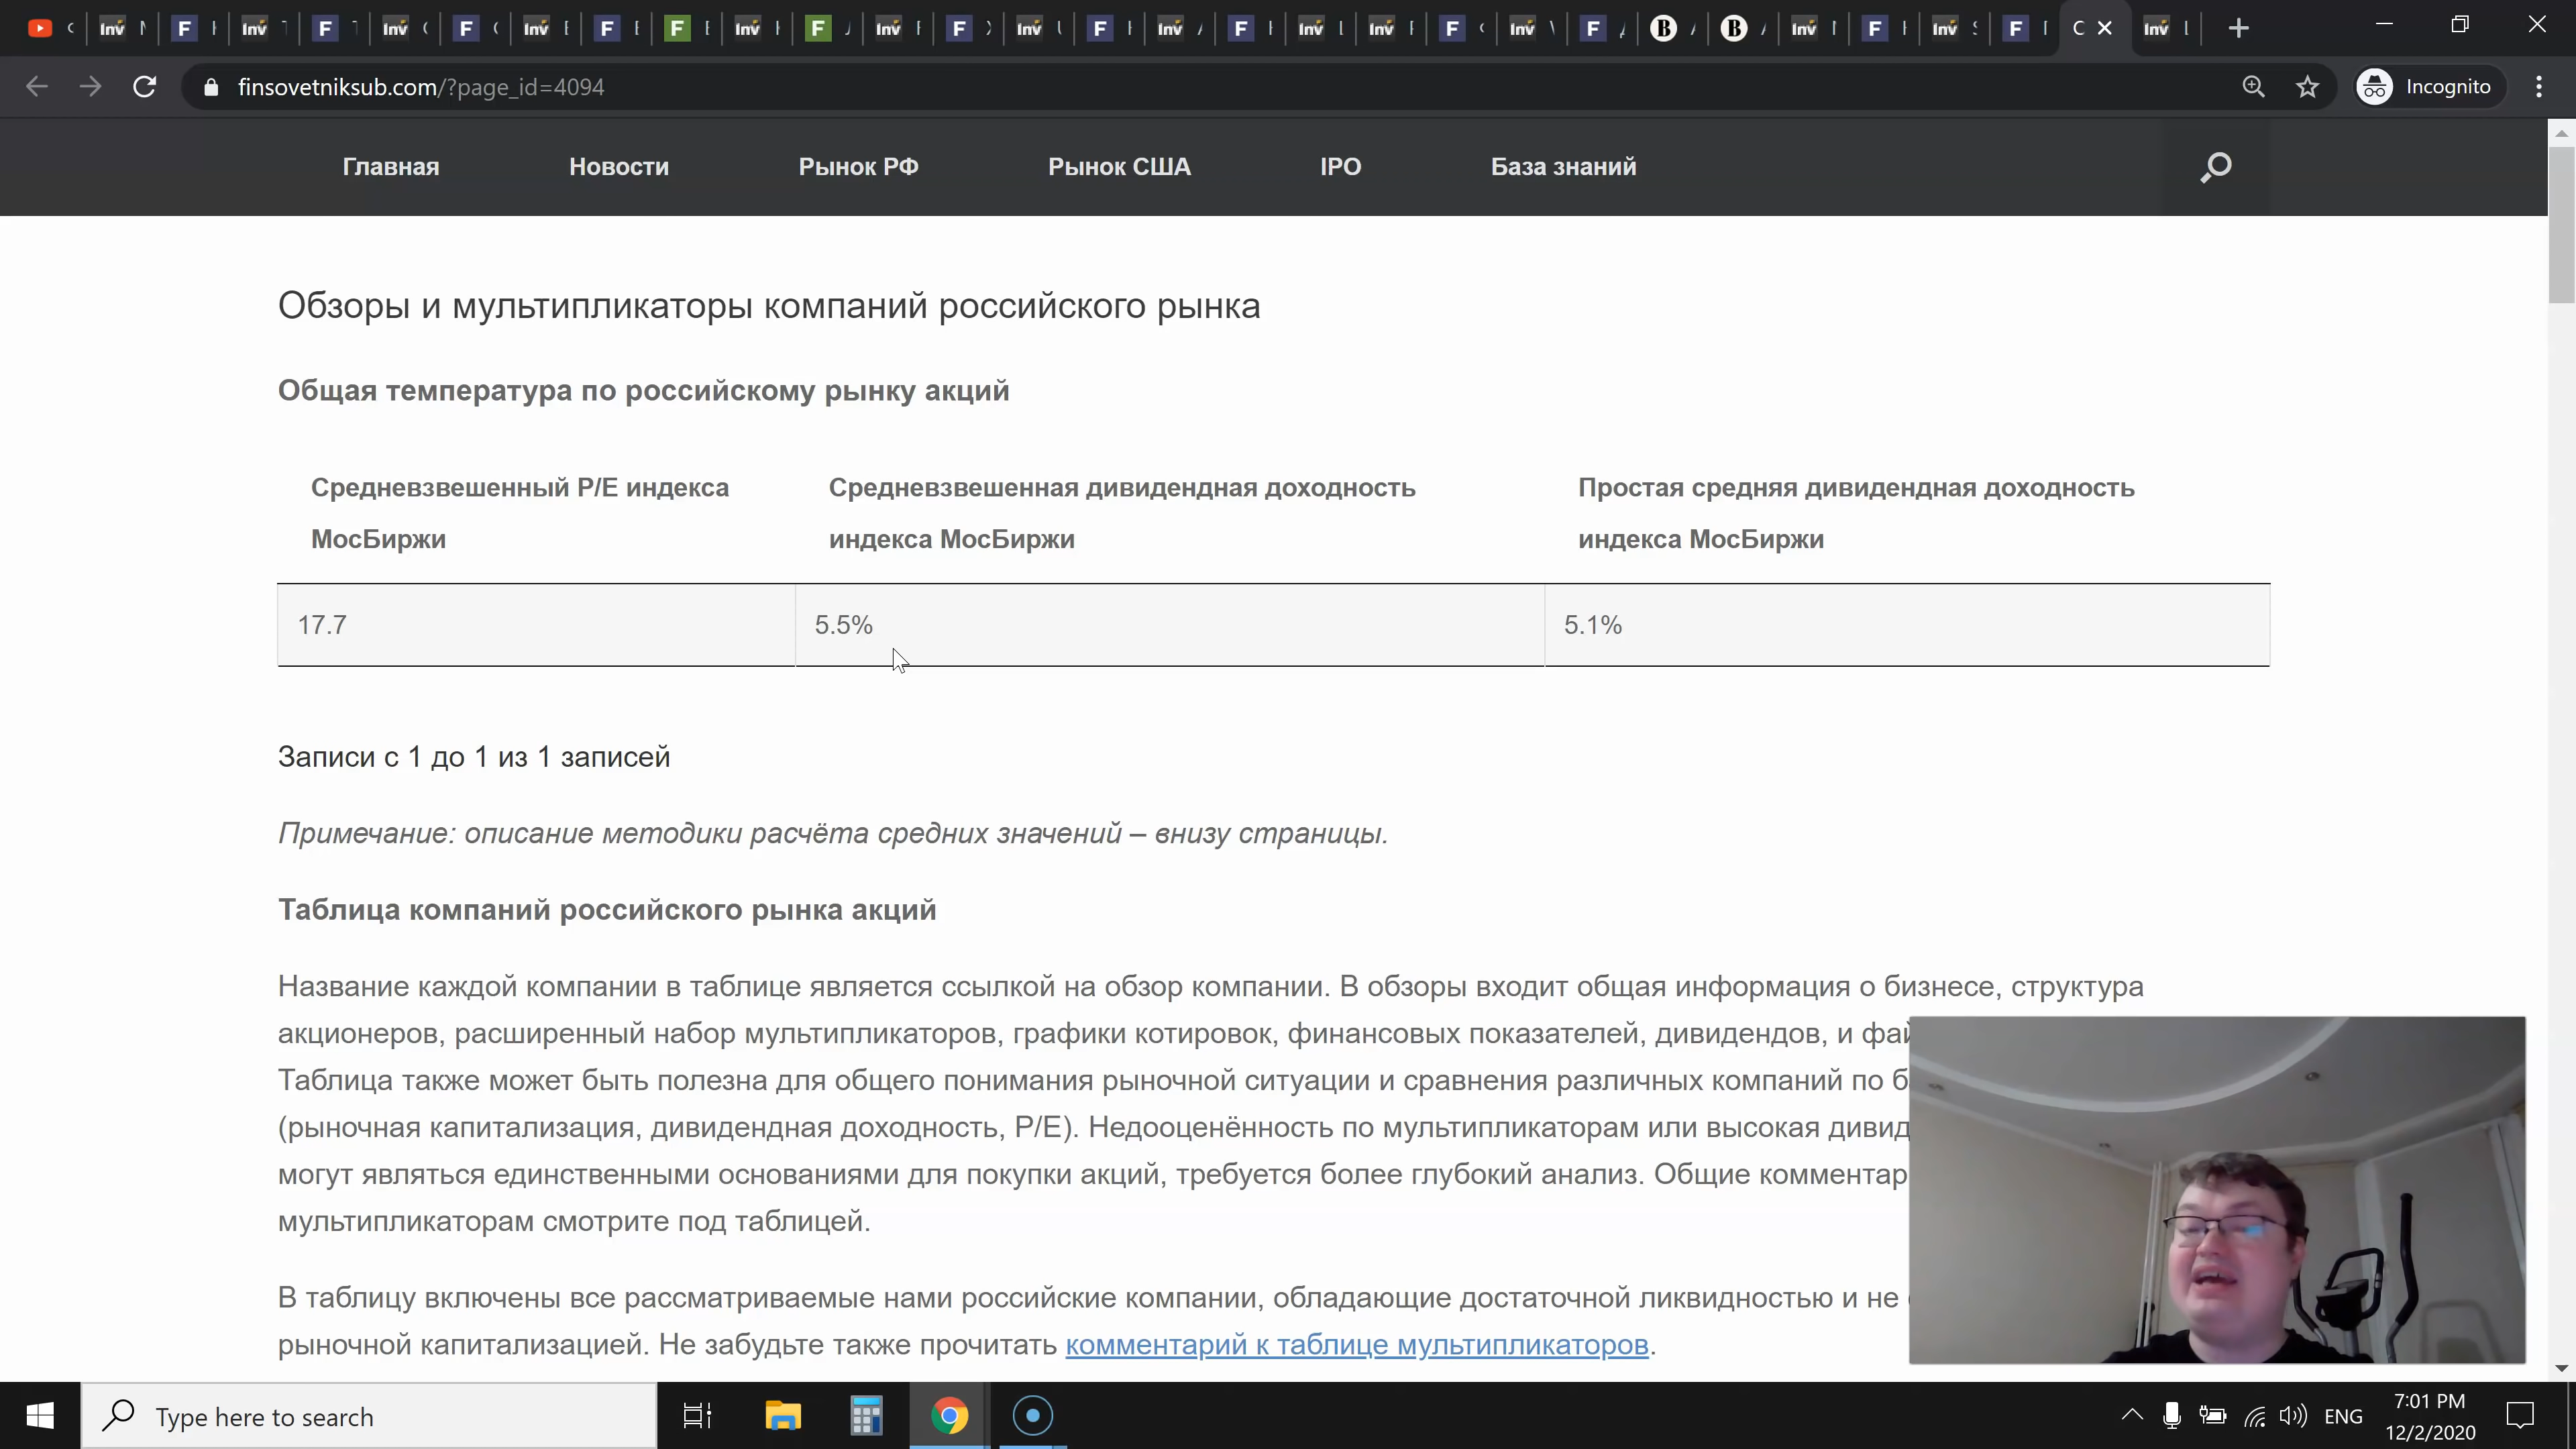 finsovetniksub.com/?page_id=4094
Incognito
Главная Новости Рынок РФ Рынок США IPO База знаний
Обзоры и мультипликаторы компаний российского рынка
Общая температура по российскому рынку акций
Средневзвешенный P/E индекса
МосБиржи
Средневзвешенная дивидендная доходность
индекса МосБиржи
Простая средняя дивидендная доходность
индекса МосБиржи
17.7 5.5% 5.1%
Записи с 1 до 1 из 1 записей
Примечание: описание методики расчёта средних значений – внизу страницы.
Таблица компаний российского рынка акций
Название каждой компании в таблице является ссылкой на обзор компании. В обзоры входит общая информация о бизнесе, структура
акционеров, расширенный набор мультипликаторов, графики котировок, финансовых показателей, дивидендов, и
Таблица также может быть полезна для общего понимания рыночной ситуации и сравнения различных компаний по
(рыночная капитализация, дивидендная доходность, P/E). Недооценённость по мультипликаторам или высокая
могут являться единственными основаниями для покупки акций, требуется более глубокий анализ. Общие
мультипликаторам смотрите под таблицей.
В таблицу включены все рассматриваемые нами российские компании, обладающие достаточной ликвидностью и не
рыночной капитализацией. Не забудьте также прочитать комментарий к таблице мультипликаторов.
Type here to search
ENG
7:01 PM
12/2/2020